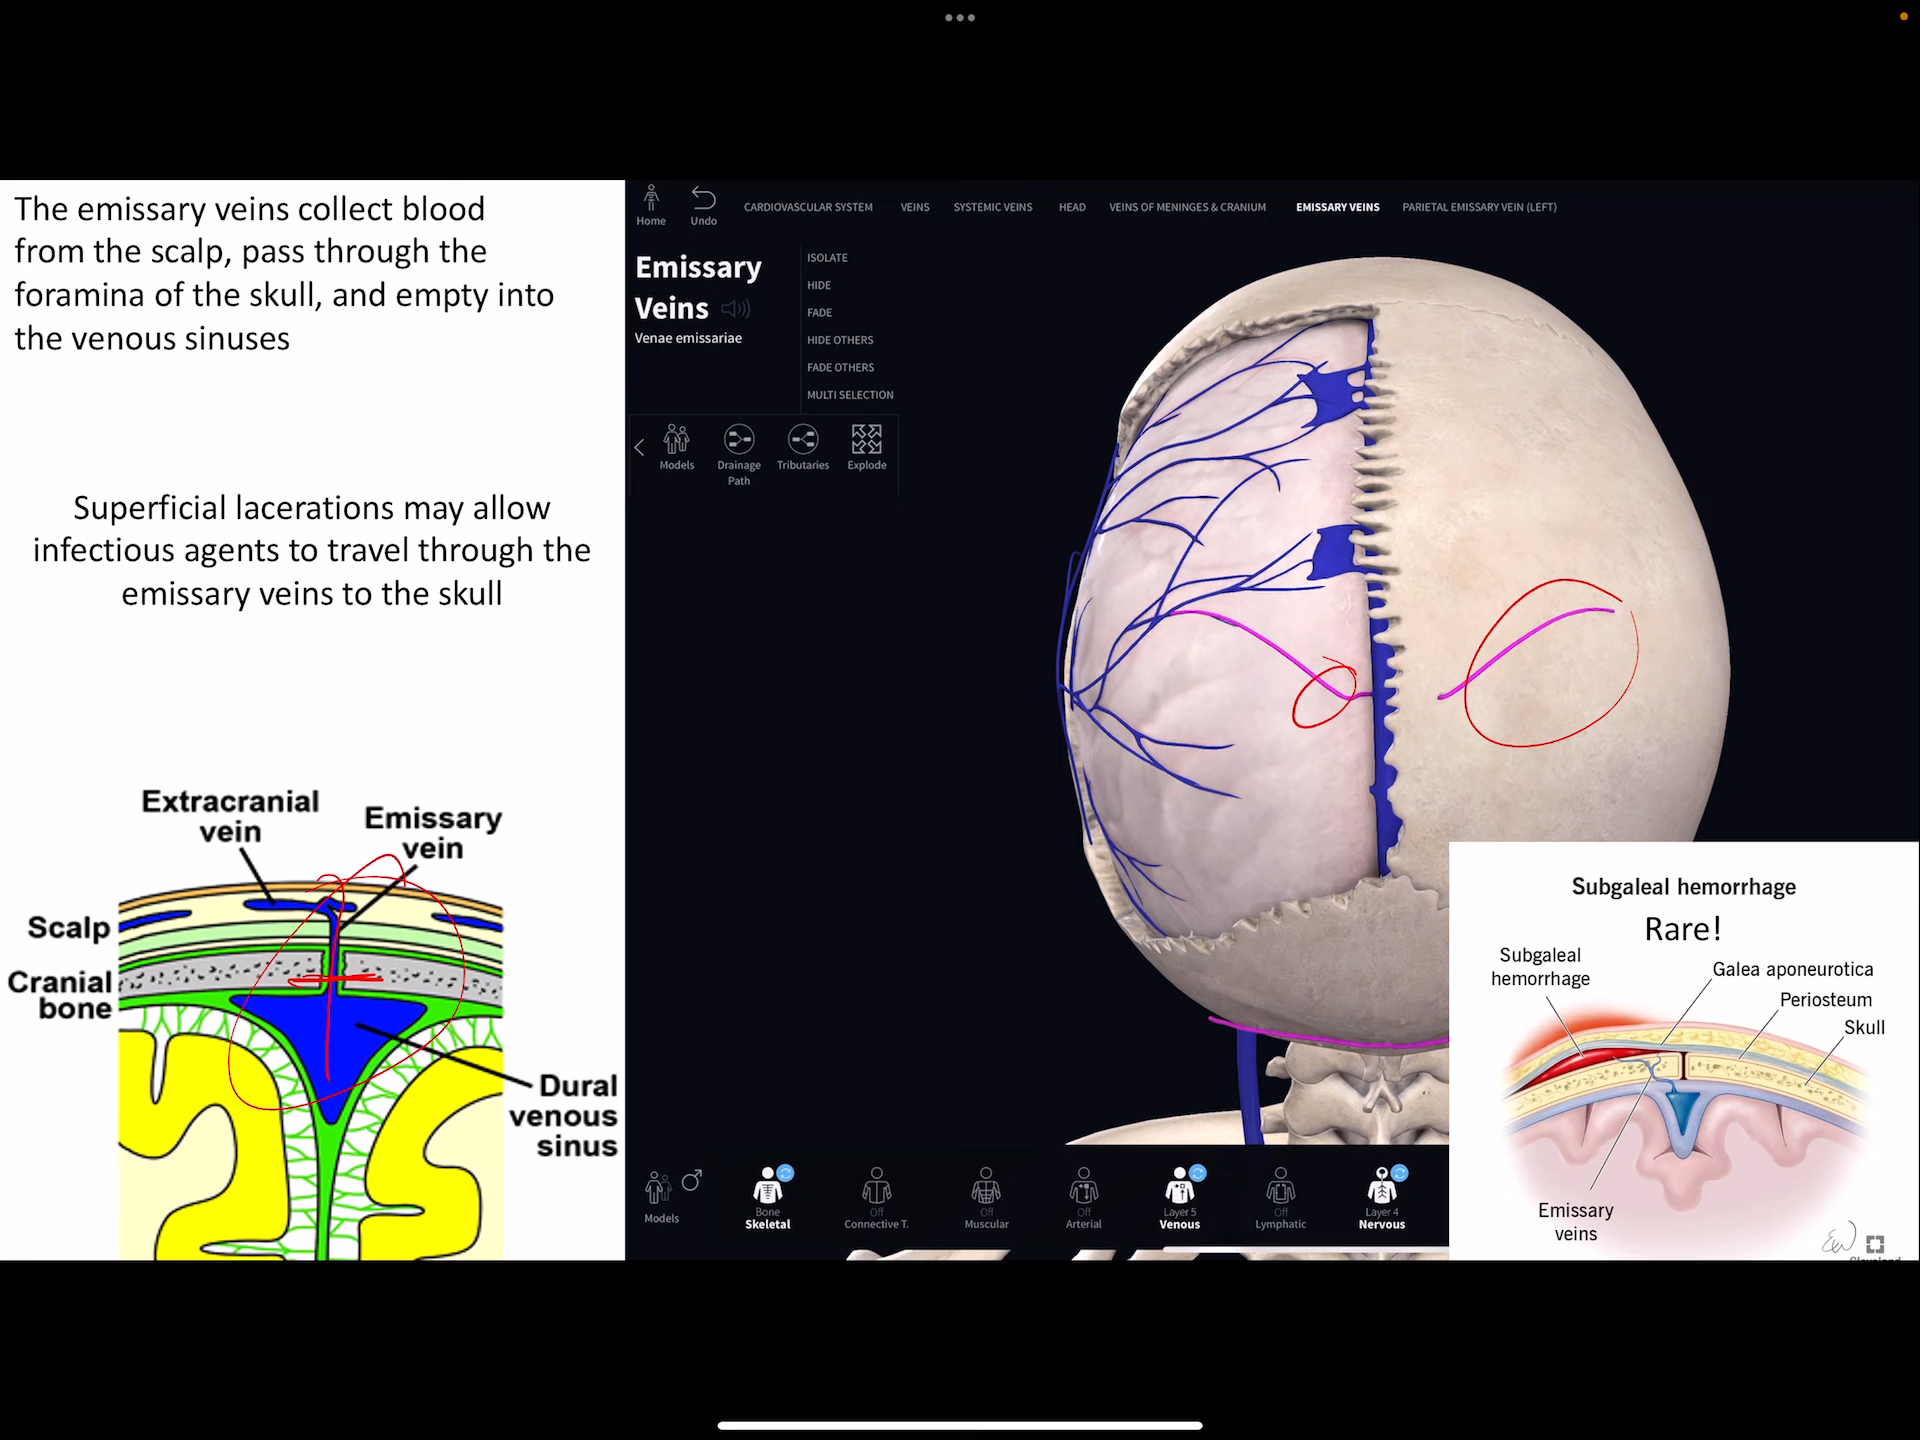 The emissary veins collect blood
from the scalp, pass through the
foramina of the skull, and empty into
the venous sinuses
Superficial lacerations may allow
infectious agents to travel through the
emissary veins to the skull
Extracranial
vein
Emissary
vein
Scalp
Cranial
bone
Dural
venous
sinus
Home
Undo
CARDIOVASCULAR SYSTEM
VEINS
SYSTEMIC VEINS
HEAD
VEINS OF MENINGES & CRANIUM
EMISSARY VEINS
PARIETAL EMISSARY VEIN (LEFT)
Emissary
Veins
Venae emissariae
ISOLATE
HIDE
FADE
HIDE OTHERS
FADE OTHERS
MULTI SELECTION
Models
Drainage
Path
Tributaries
Explode
Models
Bone
Skeletal
Off
Connective T.
Off
Muscular
Off
Arterial
Layer 5
Venous
Off
Lymphatic
Layer 4
Nervous
Subgaleal hemorrhage
Rare!
Subgaleal
hemorrhage
Galea aponeurotica
Periosteum
Skull
Emissary
veins